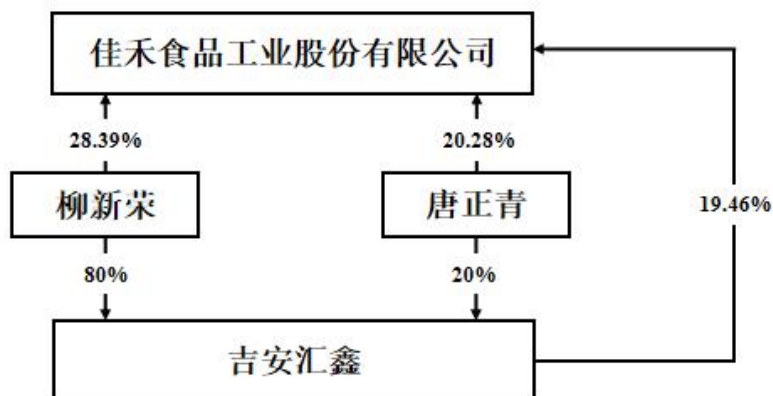 佳禾食品工业股份有限公司
28.39%
20.28%
柳新荣
唐正青
19.46%
80%
20%
吉安汇鑫